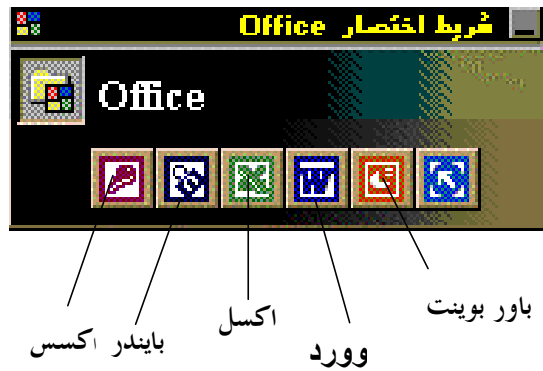 شريط اختصار Office
Office
باور بوينت
اكسل
وورد
بايندر
اكسس